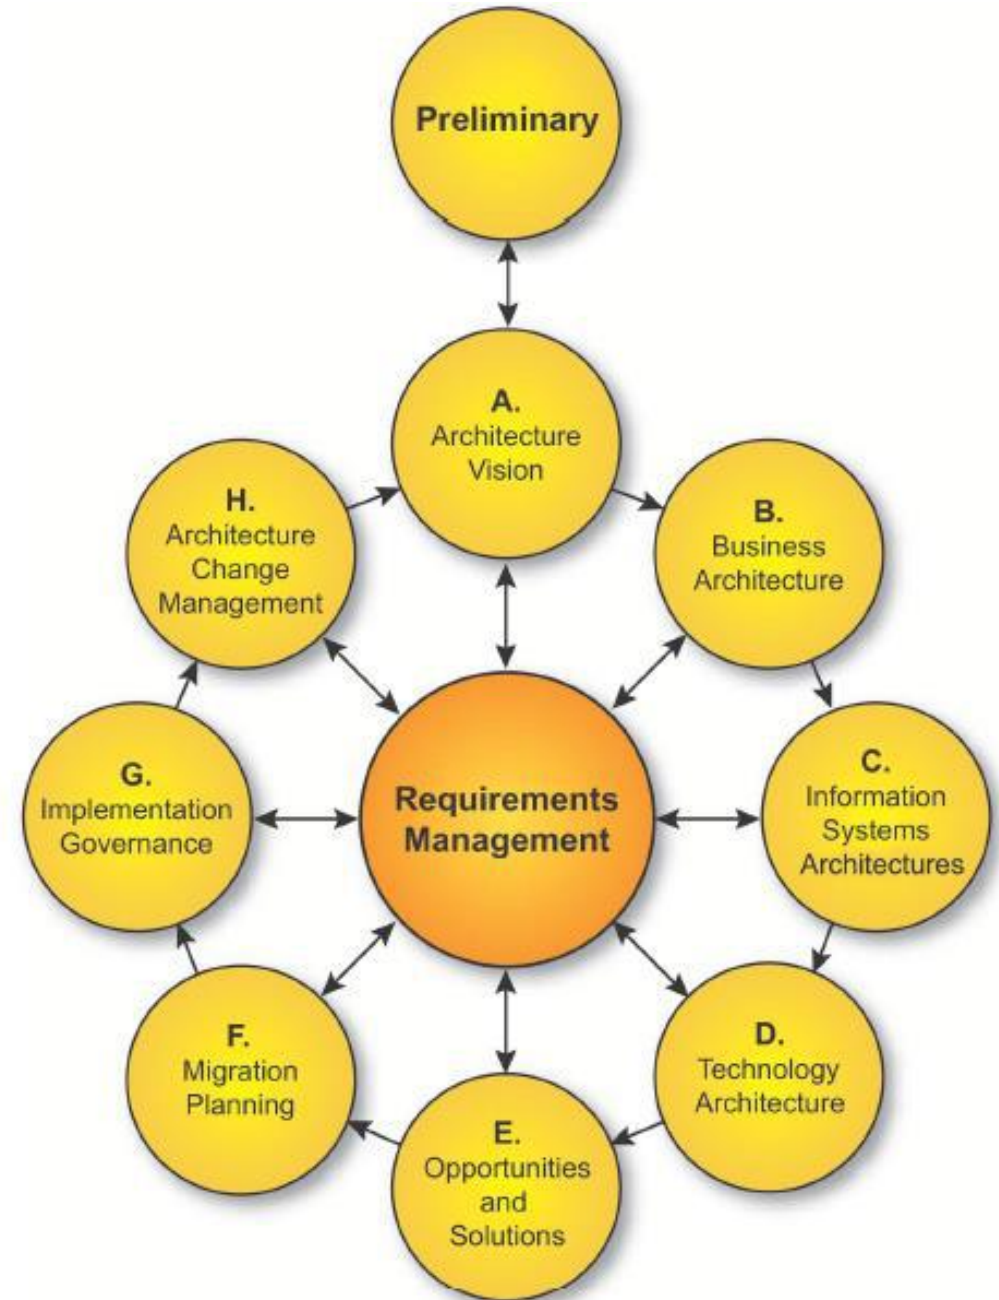 Preliminary
A.
Architecture
Vision
B.
Business
Architecture
C.
Information
Systems
Architectures
D.
Technology
Architecture
E.
Opportunities
and
Solutions
F.
Migration
Planning
G.
Implementation
Governance
H.
Architecture
Change
Management
Requirements
Management